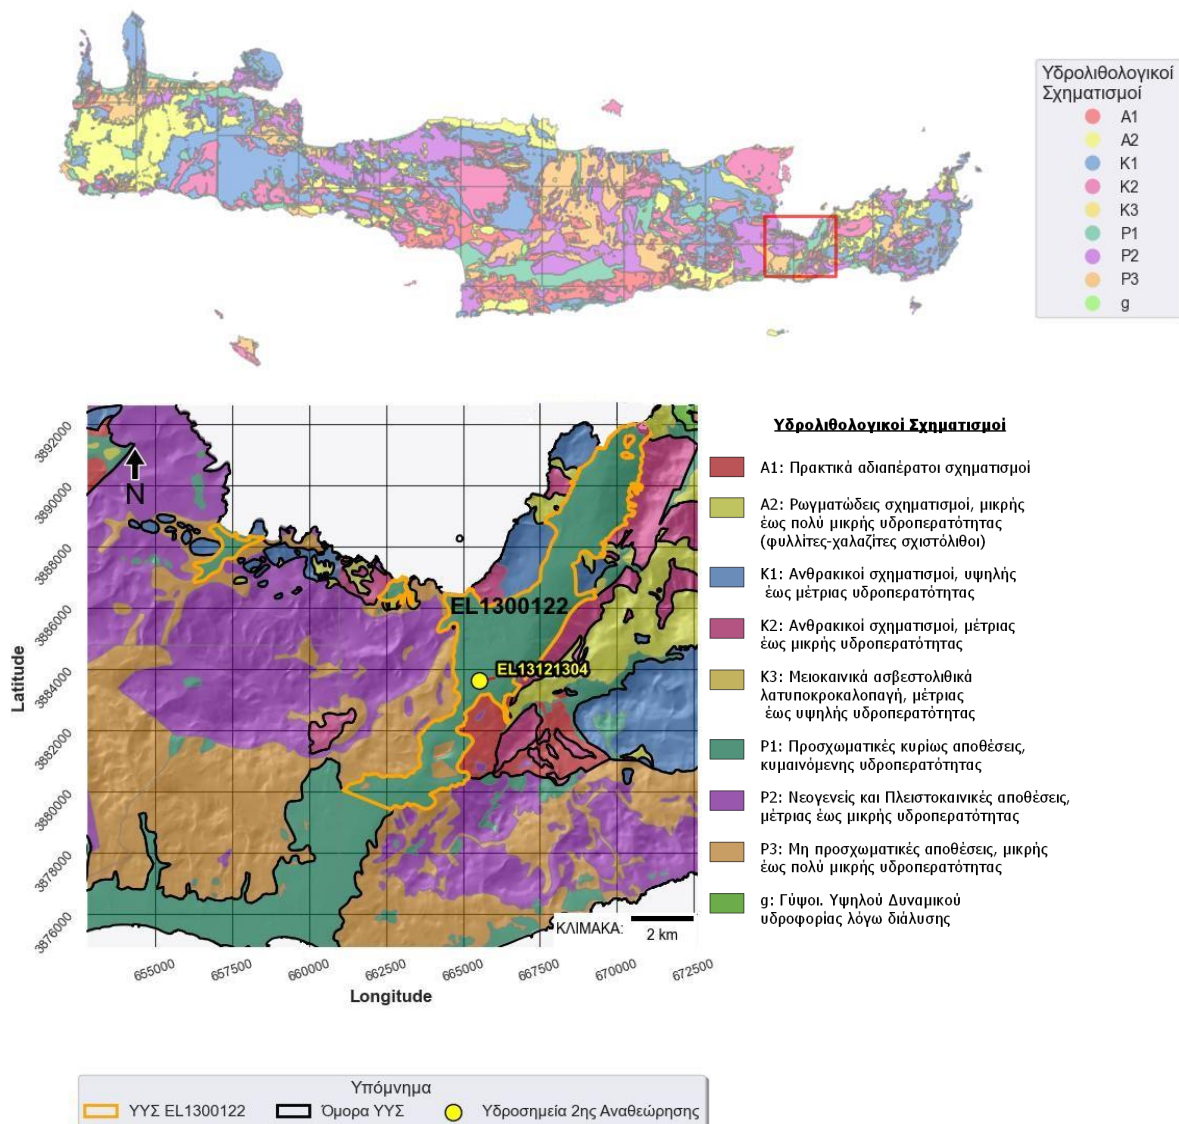 Υδρολιθολογικοί
Σχηματισμοί
A1
A2
K1
K2
K3
P1
P2
P3
g
3892000
3890000
3888000
3886000
3884000
3882000
3880000
3878000
3876000
Latitude
N
EL1300122
EL13121304
ΚΛΙΜΑΚΑ:
2 km
655000
657500
660000
662500
665000
667500
670000
672500
Longitude
Υδρολιθολογικοί Σχηματισμοί
A1: Πρακτικά αδιαπέρατοι σχηματισμοί
A2: Ρωγματώδεις σχηματισμοί, μικρής
έως πολύ μικρής υδροπερατότητας
(φυλλίτες-χαλαζίτες σχιστόλιθοι)
K1: Ανθρακικοί σχηματισμοί, υψηλής
έως μέτριας υδροπερατότητας
K2: Ανθρακικοί σχηματισμοί, μέτριας
έως μικρής υδροπερατότητας
K3: Μειοκαινικά ασβεστολιθικά
λατυποκροκαλοπαγή, μέτριας
έως υψηλής υδροπερατότητας
P1: Προσχωματικές κυρίως αποθέσεις,
κυμαινόμενης υδροπερατότητας
P2: Νεογενείς και Πλειστοκαινικές αποθέσεις,
μέτριας έως μικρής υδροπερατότητας
P3: Μη προσχωματικές αποθέσεις, μικρής
έως πολύ μικρής υδροπερατότητας
g: Γύψοι. Υψηλού Δυναμικού
υδροφορίας λόγω διάλυσης
Υπόμνημα
ΥΥΣ EL1300122
Όμορα ΥΥΣ
Υδροσημεία 2ης Αναθεώρησης